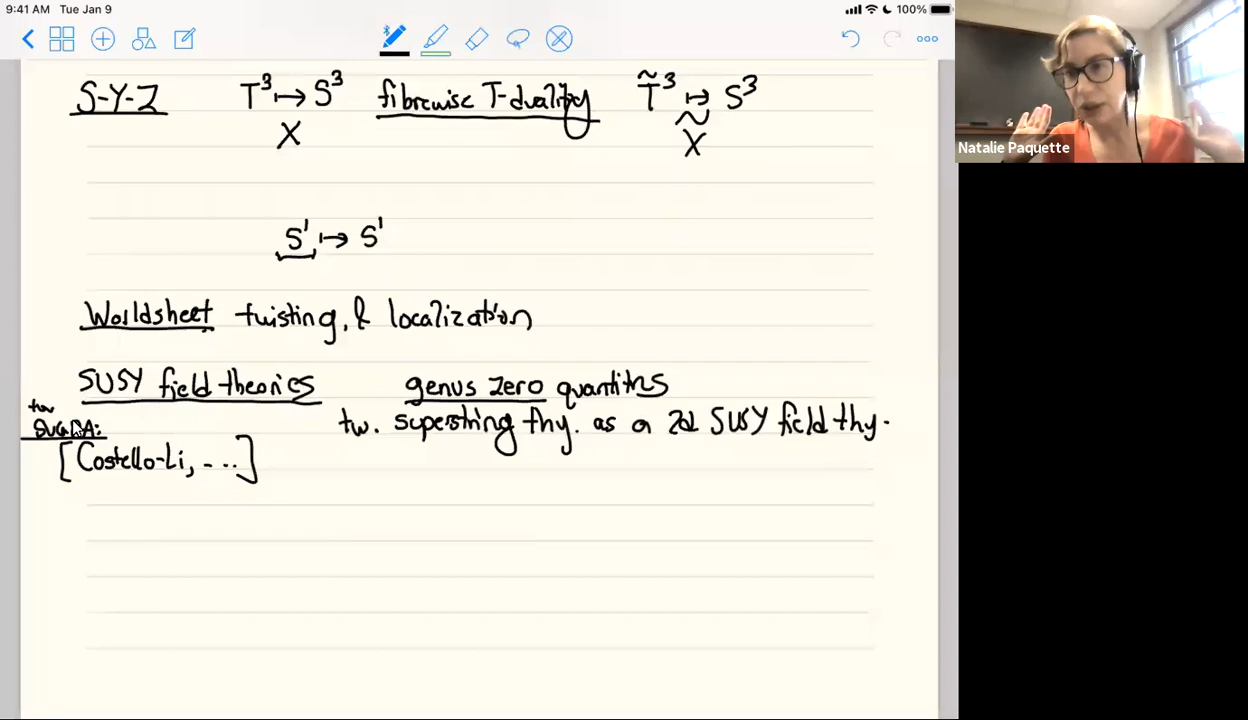 9:41 AM Tue Jan 9
100%
S-Y-Z T³ ↦ S³ fibrewise T-duality T̃³ ↦ S³
X X̃
S¹ ↦ S¹
Worldsheet twisting, & localization
SUSY field theories genus zero quantities
tw. superstring thy. as a 2d SUSY field thy.
tw
SUGRA:
[Costello-Li, ...]
Natalie Paquette